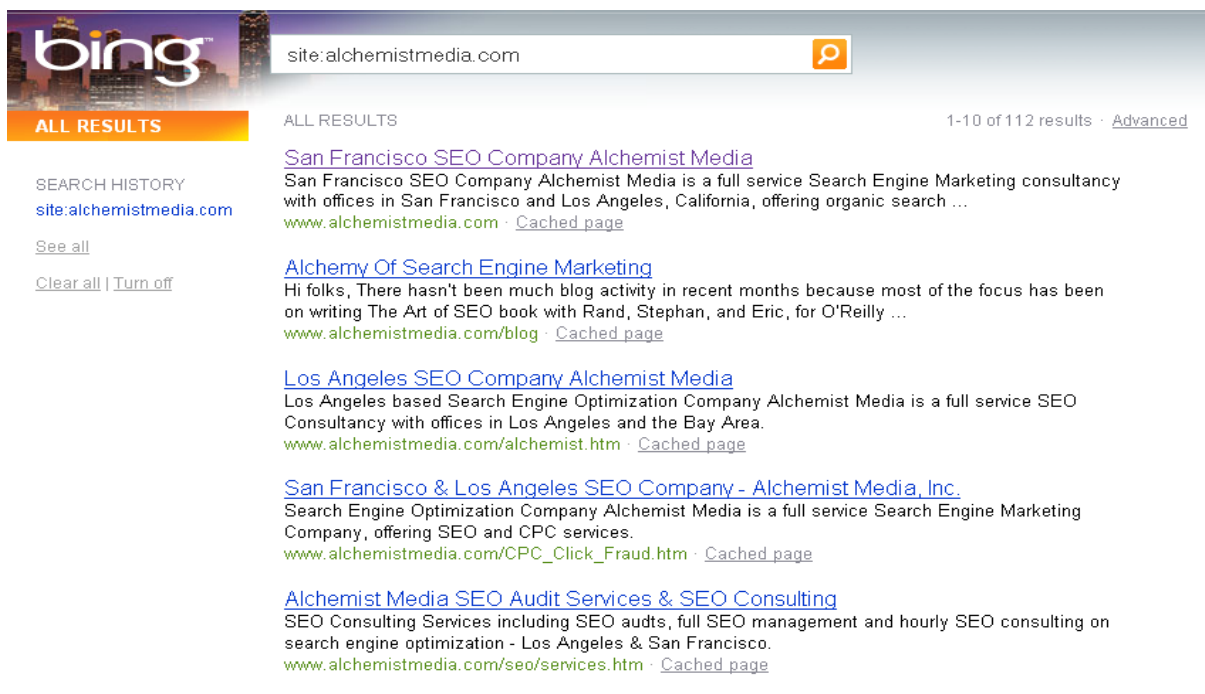 bing™
site:alchemistmedia.com
ALL RESULTS
SEARCH HISTORY
site:alchemistmedia.com
See all
Clear all | Turn off
ALL RESULTS
1-10 of 112 results · Advanced
San Francisco SEO Company Alchemist Media
San Francisco SEO Company Alchemist Media is a full service Search Engine Marketing consultancy
with offices in San Francisco and Los Angeles, California, offering organic search ...
www.alchemistmedia.com · Cached page
Alchemy Of Search Engine Marketing
Hi folks, There hasn't been much blog activity in recent months because most of the focus has been
on writing The Art of SEO book with Rand, Stephan, and Eric, for O'Reilly ...
www.alchemistmedia.com/blog · Cached page
Los Angeles SEO Company Alchemist Media
Los Angeles based Search Engine Optimization Company Alchemist Media is a full service SEO
Consultancy with offices in Los Angeles and the Bay Area.
www.alchemistmedia.com/alchemist.htm · Cached page
San Francisco & Los Angeles SEO Company - Alchemist Media, Inc.
Search Engine Optimization Company Alchemist Media is a full service Search Engine Marketing
Company, offering SEO and CPC services.
www.alchemistmedia.com/CPC_Click_Fraud.htm · Cached page
Alchemist Media SEO Audit Services & SEO Consulting
SEO Consulting Services including SEO audts, full SEO management and hourly SEO consulting on
search engine optimization - Los Angeles & San Francisco.
www.alchemistmedia.com/seo/services.htm · Cached page